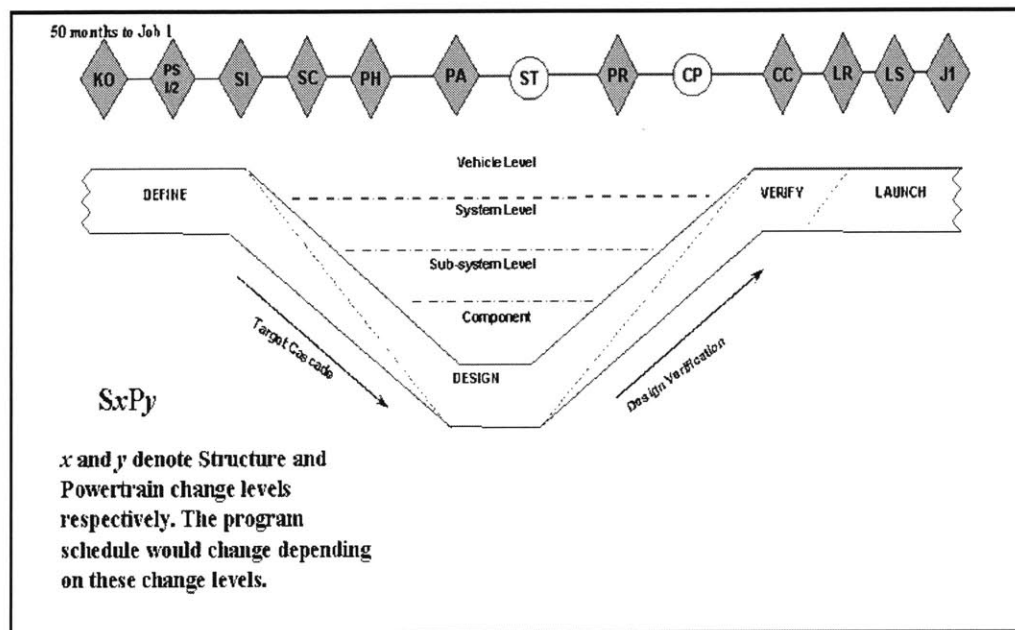 50 months to Job 1
KO
PS
1/2
SI
SC
PH
PA
ST
PR
CP
CC
LR
LS
J1
Vehicle Level
DEFINE
VERIFY
LAUNCH
System Level
Sub-system Level
Component
Target Cascade
DESIGN
Design Verification
SxPy
x and y denote Structure and
Powertrain change levels
respectively. The program
schedule would change depending
on these change levels.